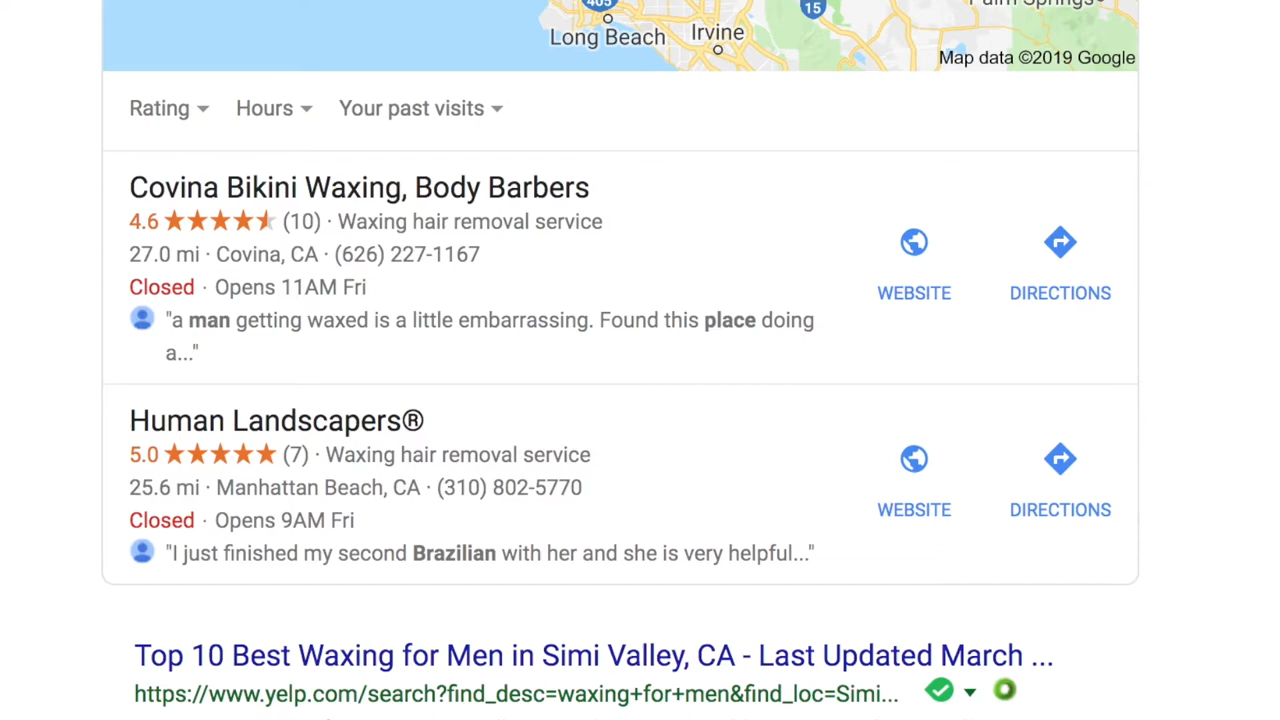 405
15
Palm Springs
Long Beach
Irvine
Map data ©2019 Google
Rating
Hours
Your past visits
Covina Bikini Waxing, Body Barbers
4.6 (10) · Waxing hair removal service
27.0 mi · Covina, CA · (626) 227-1167
Closed · Opens 11AM Fri
"a man getting waxed is a little embarrassing. Found this place doing
a..."
WEBSITE
DIRECTIONS
Human Landscapers®
5.0 (7) · Waxing hair removal service
25.6 mi · Manhattan Beach, CA · (310) 802-5770
Closed · Opens 9AM Fri
"I just finished my second Brazilian with her and she is very helpful..."
WEBSITE
DIRECTIONS
Top 10 Best Waxing for Men in Simi Valley, CA - Last Updated March ...
https://www.yelp.com/search?find_desc=waxing+for+men&find_loc=Simi...